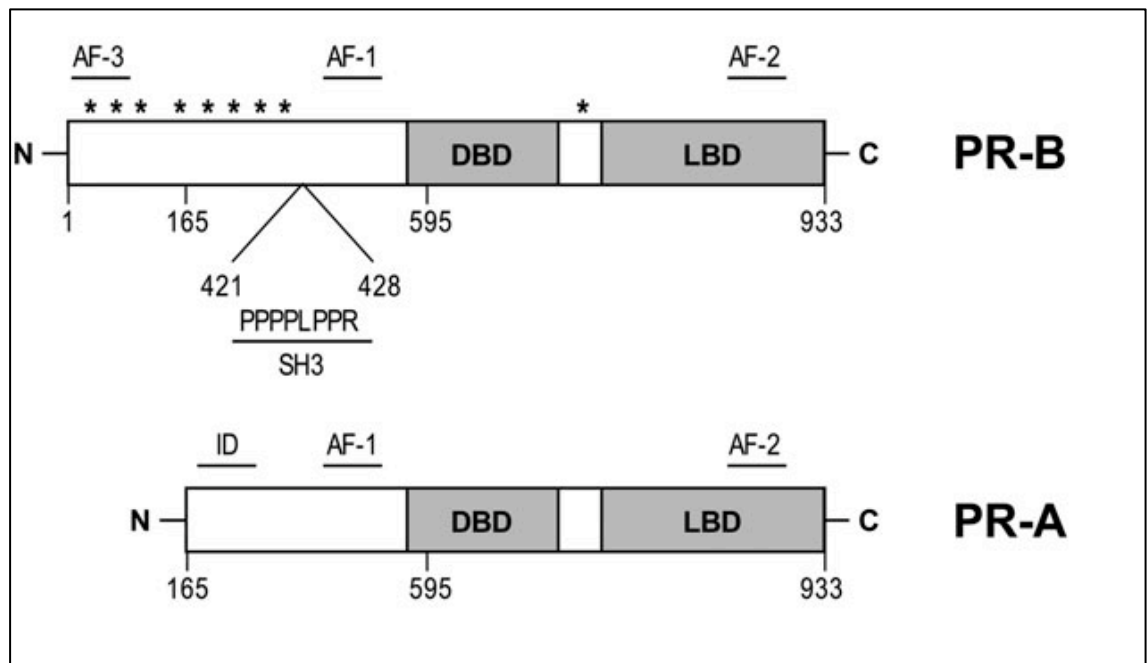 AF-3 AF-1 AF-2
* * * * * * * * *
N DBD LBD C PR-B
1 165 595 933
421 428
PPPPLPPR
SH3
ID AF-1 AF-2
N DBD LBD C PR-A
165 595 933